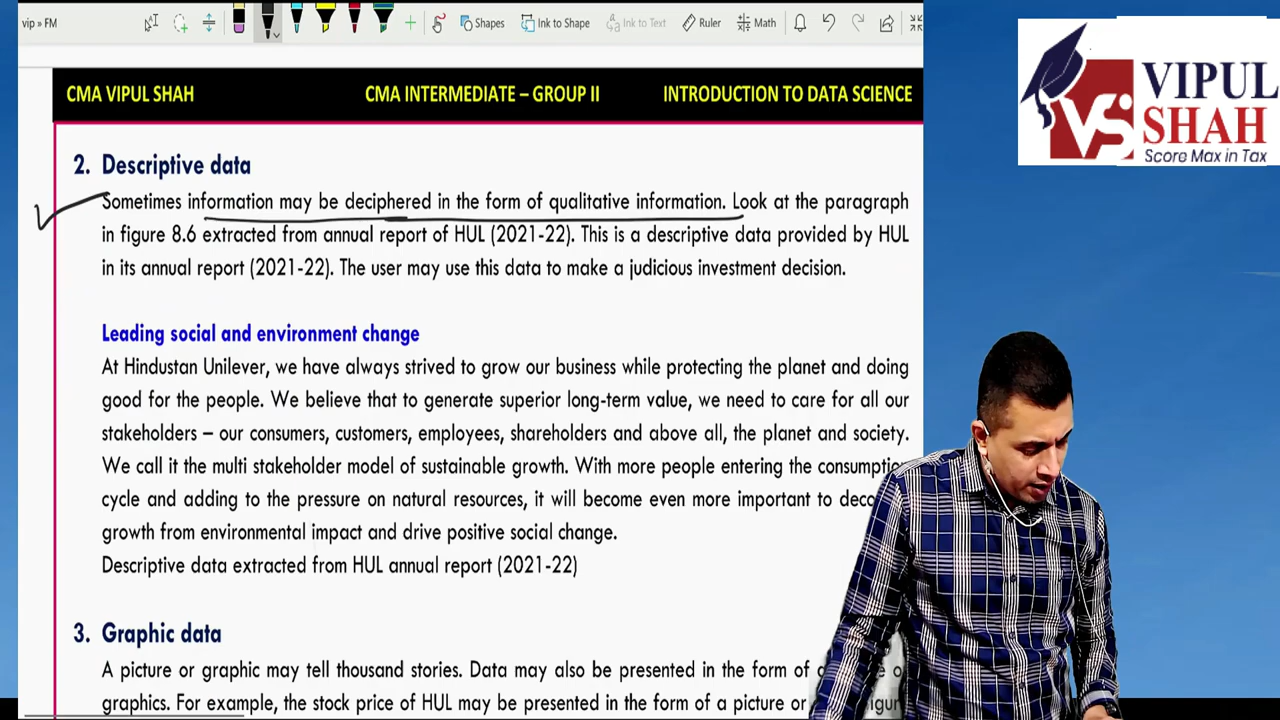 vip » FM
Shapes
Ink to Shape
Ink to Text
Ruler
Math
CMA VIPUL SHAH CMA INTERMEDIATE – GROUP II INTRODUCTION TO DATA SCIENCE
VIPUL
SHAH
Score Max in Tax
VS
2. Descriptive data
Sometimes information may be deciphered in the form of qualitative information. Look at the paragraph
in figure 8.6 extracted from annual report of HUL (2021-22). This is a descriptive data provided by HUL
in its annual report (2021-22). The user may use this data to make a judicious investment decision.
Leading social and environment change
At Hindustan Unilever, we have always strived to grow our business while protecting the planet and doing
good for the people. We believe that to generate superior long-term value, we need to care for all our
stakeholders – our consumers, customers, employees, shareholders and above all, the planet and society.
We call it the multi stakeholder model of sustainable growth. With more people entering the
cycle and adding to the pressure on natural resources, it will become even more important to
growth from environmental impact and drive positive social change.
Descriptive data extracted from HUL annual report (2021-22)
3. Graphic data
A picture or graphic may tell thousand stories. Data may also be presented in the form of
graphics. For example, the stock price of HUL may be presented in the form of a picture or